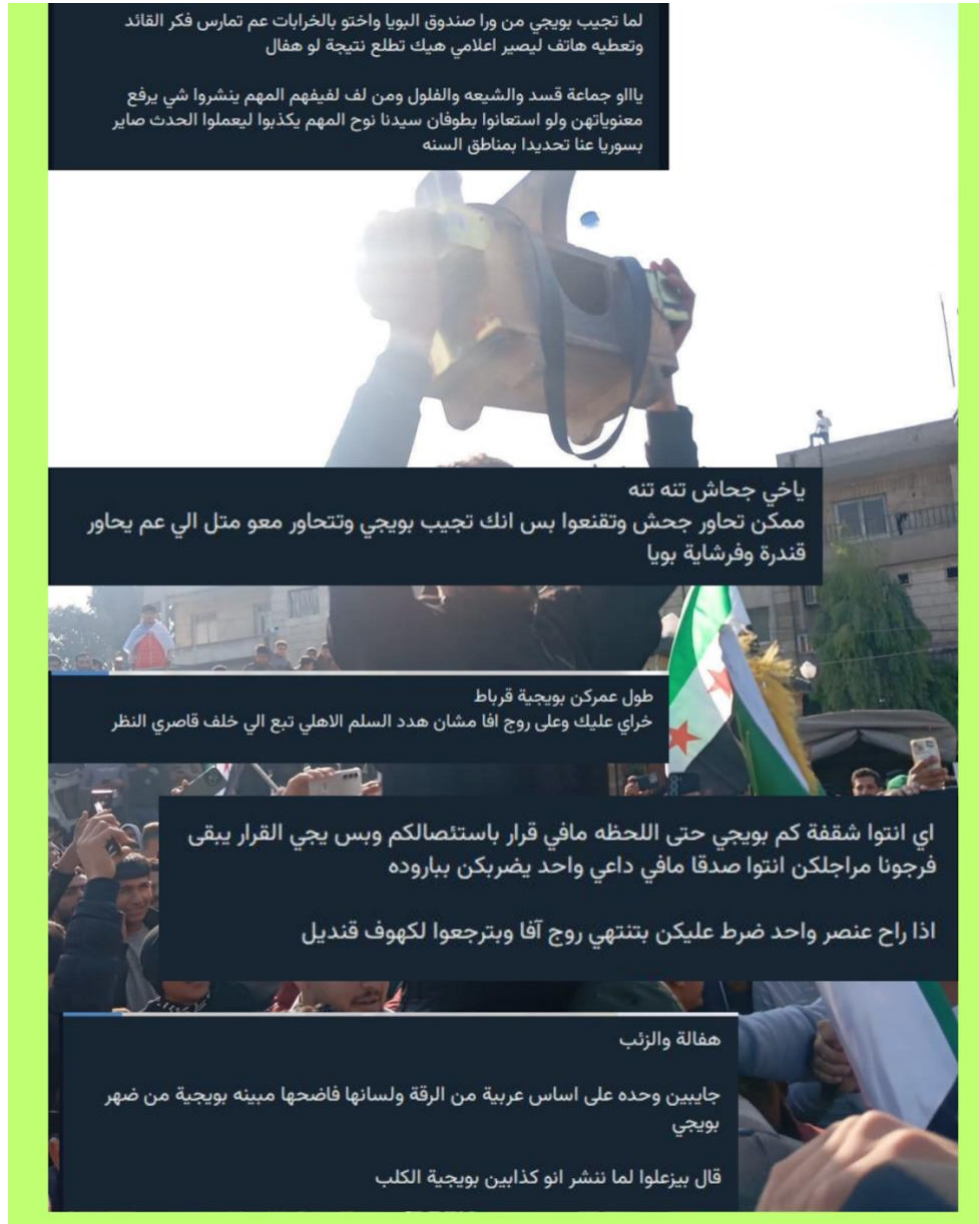 لما تجيب بويجي من ورا صندوق البويا واختو بالخرابات عم تمارس فكر القائد
وتعطيه هاتف ليصير اعلامي هيك تطلع نتيجة لو هفال
يااااو جماعة قسد والشيعه والفلول ومن لف لفيفهم المهم ينشروا شي يرفع
معنوياتهن ولو استعانوا بطوفان سيدنا نوح المهم يكذبوا ليعملوا الحدث صاير
بسوريا عنا تحديدا بمناطق السنه
ياخي جحاش تنه تنه
ممكن تحاور جحش وتقنعوا بس انك تجيب بويجي وتتحاور معو متل الي عم يحاور
قندرة وفرشاية بويا
طول عمركن بويجية قرباط
خراي عليك وعلى روج افا مشان هدد السلم الاهلي تبع الي خلف قاصري النظر
اي انتوا شقفة كم بويجي حتى اللحظه مافي قرار باستئصالكم وبس يجي القرار يبقى
فرجونا مراجلكن انتوا صدقا مافي داعي واحد يضربكن بباروده
اذا راح عنصر واحد ضرط عليكن بتنتهي روج آفا وبترجعوا لكهوف قنديل
هفالة والزئب
جايبين وحده على اساس عربية من الرقة ولسانها فاضحها مبينه بويجية من ضهر
بويجي
قال بيزعلوا لما ننشر انو كذابين بويجية الكلب